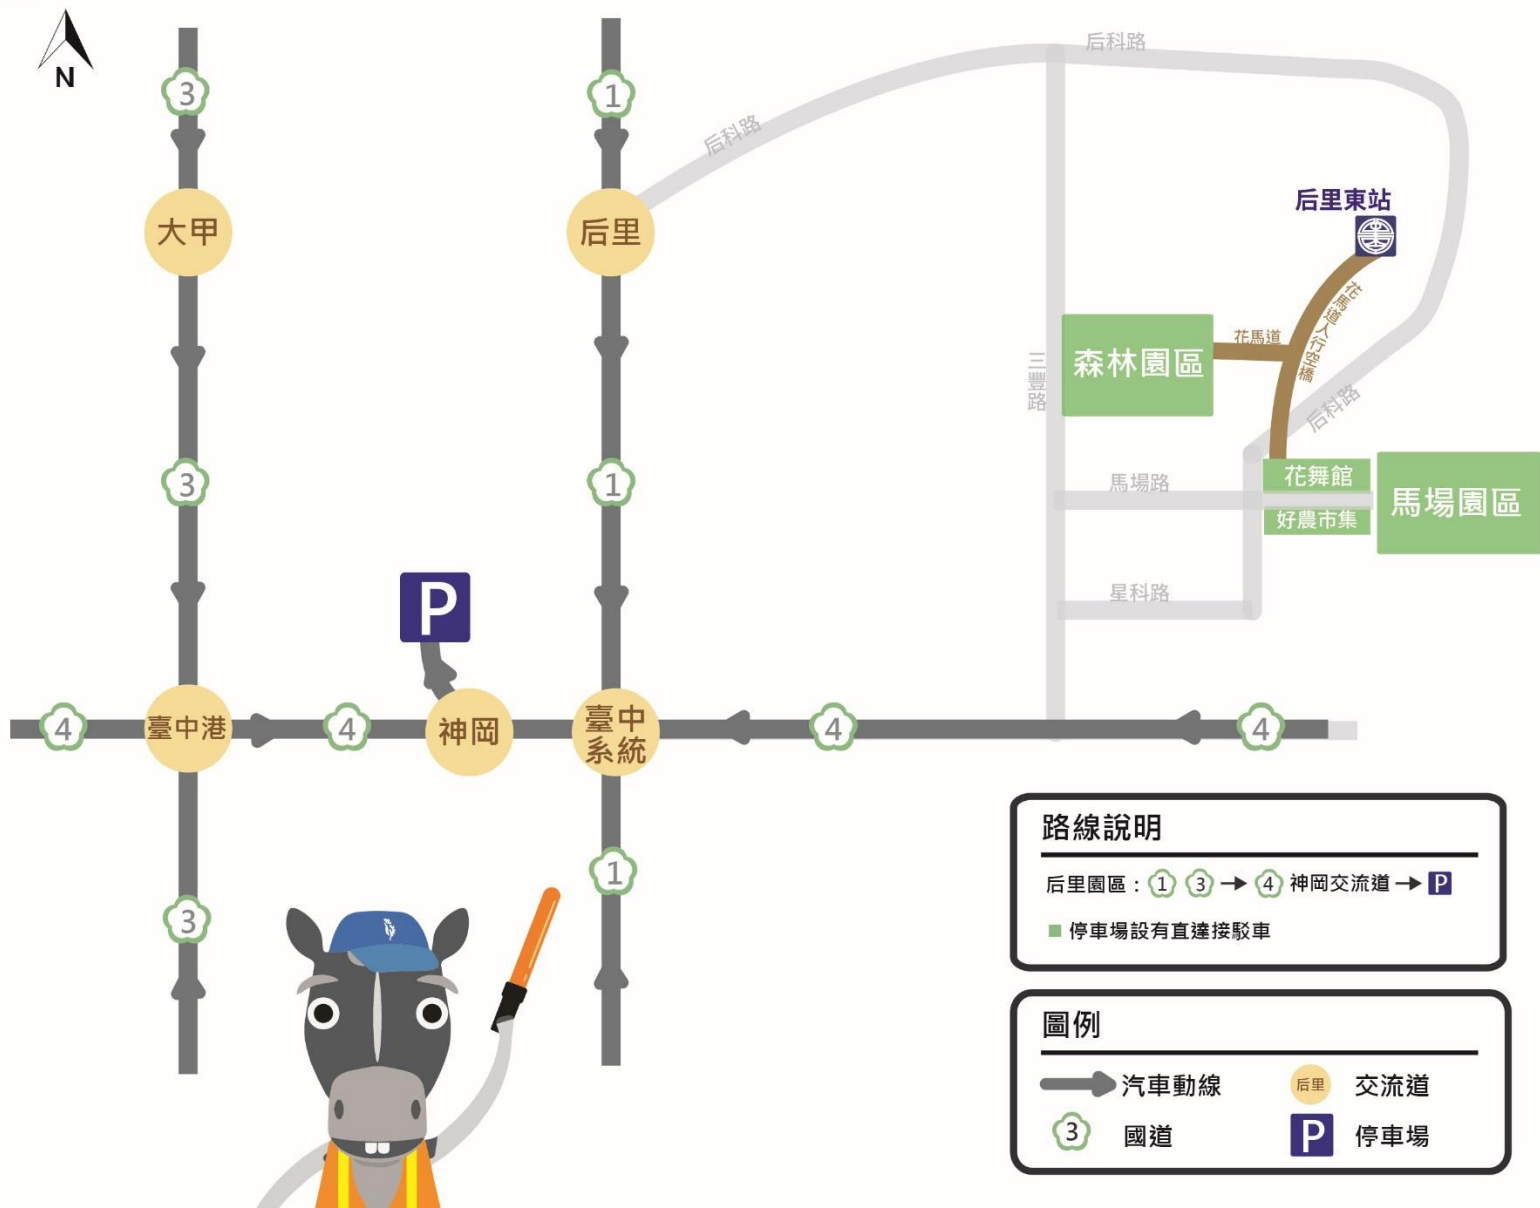 N
3
1
后科路
后科路
大甲
后里
后里東站
花馬道人行空橋
花馬道
森林園區
三豐路
后科路
3
1
馬場路
花舞館
好農市集
馬場園區
星科路
P
4
臺中港
4
神岡
臺中
系統
4
4
3
1
路線說明
后里園區：1 3 → 4 神岡交流道 → P
停車場設有直達接駁車
圖例
汽車動線
后里 交流道
3 國道
P 停車場